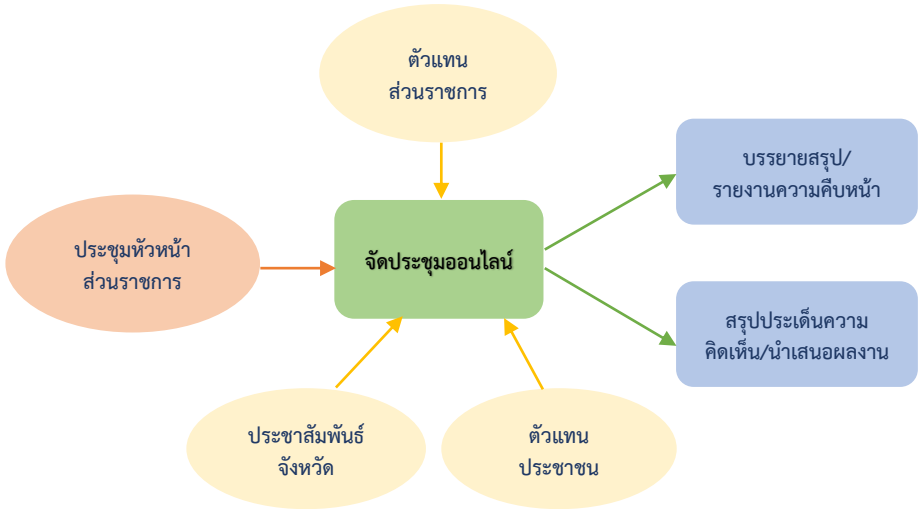 ตัวแทน
ส่วนราชการ
บรรยายสรุป/
รายงานความคืบหน้า
ประชุมหัวหน้า
ส่วนราชการ
จัดประชุมออนไลน์
สรุปประเด็นความ
คิดเห็น/นำเสนอผลงาน
ประชาสัมพันธ์
จังหวัด
ตัวแทน
ประชาชน